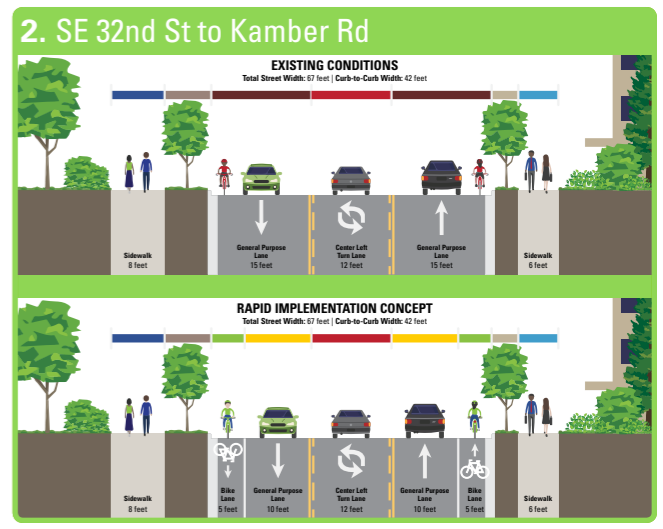 2. SE 32nd St to Kamber Rd
EXISTING CONDITIONS
Total Street Width: 67 feet | Curb-to-Curb Width: 42 feet
Sidewalk
8 feet
General Purpose
Lane
15 feet
Center Left
Turn Lane
12 feet
General Purpose
Lane
15 feet
Sidewalk
6 feet
RAPID IMPLEMENTATION CONCEPT
Total Street Width: 67 feet | Curb-to-Curb Width: 42 feet
Sidewalk
8 feet
Bike
Lane
5 feet
General Purpose
Lane
10 feet
Center Left
Turn Lane
12 feet
General Purpose
Lane
10 feet
Bike
Lane
5 feet
Sidewalk
6 feet